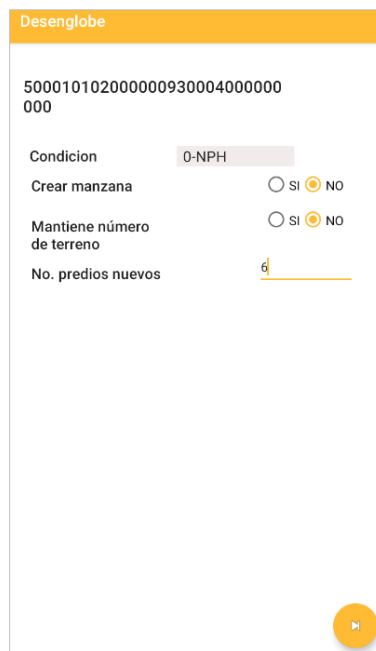 Desenglobe
500010102000000930004000000
000
Condicion 0-NPH
Crear manzana SI NO
Mantiene número SI NO
de terreno
No. predios nuevos 6